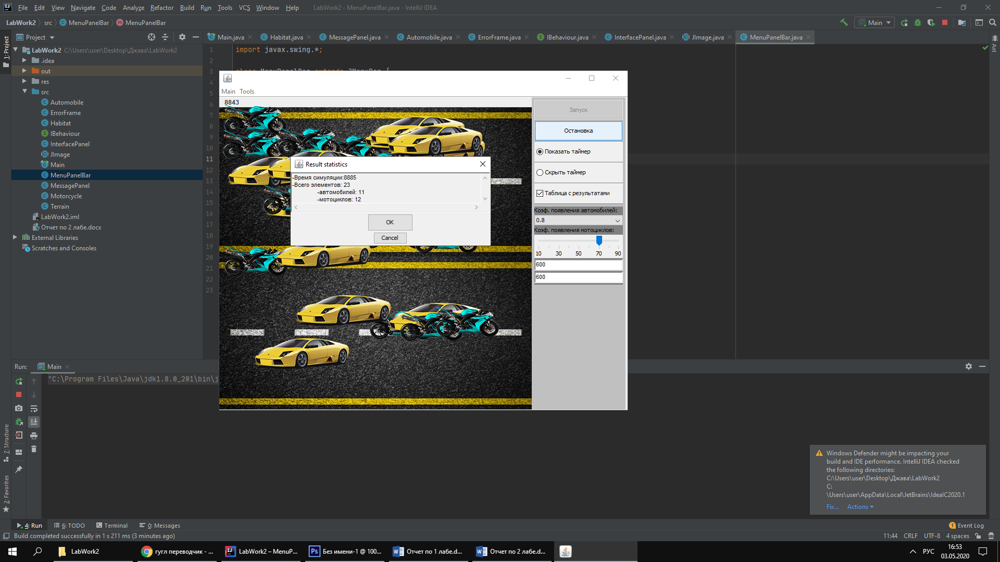 File Edit View Navigate Code Analyze Refactor Build Run Tools VCS Window Help LabWork2 - MenuPanelBar.java - IntelliJ IDEA
LabWork2 src MenuPanelBar MenuPanelBar
Main
1: Project
Project
Main.java Habitat.java MessagePanel.java Automobile.java ErrorFrame.java IBehaviour.java InterfacePanel.java JImage.java MenuPanelBar.java
Ant
LabWork2 C:\Users\user\Desktop\Джава\LabWork2
.idea
out
res
src
Automobile
ErrorFrame
Habitat
IBehaviour
InterfacePanel
JImage
Main
MenuPanelBar
MessagePanel
Motorcycle
Terrain
LabWork2.iml
Отчет по 2 лабе.docx
External Libraries
Scratches and Consoles
1 import javax.swing.*;
2
3 class MenuPanelBar extends JMenuBar {
4
5
6
7
8
9
10
11
12
13
14
15
16
17
18
19
20
21
22
23
Main Tools
8843
Запуск
Остановка
Показать таймер
Скрыть таймер
Таблица с результатами
Коэф. появления автомобилей:
0.8
Коэф. появления мотоциклов:
10 30 50 70 90
600
600
Result statistics
-Время симуляции:8885
-Всего элементов: 23
-автомобилей: 11
-мотоциклов: 12
OK
Cancel
Run: Main
"C:\Program Files\Java\jdk1.8.0_201\bin\j
7: Structure
2: Favorites
Windows Defender might be impacting your
build and IDE performance. IntelliJ IDEA checked
the following directories:
C:\Users\user\Desktop\Джава\LabWork2
C:
\Users\user\AppData\Local\JetBrains\IdeaIC2020.1
Fix... Actions
4: Run 6: TODO Terminal 0: Messages 1 Event Log
Build completed successfully in 1 s 211 ms (3 minutes ago) 11:44 CRLF UTF-8 4 spaces
LabWork2 гугл переводчик - ... LabWork2 – MenuP... Без имени-1 @ 100... Отчет по 1 лабе.d... Отчет по 2 лабе.d... РУС 16:53
03.05.2020